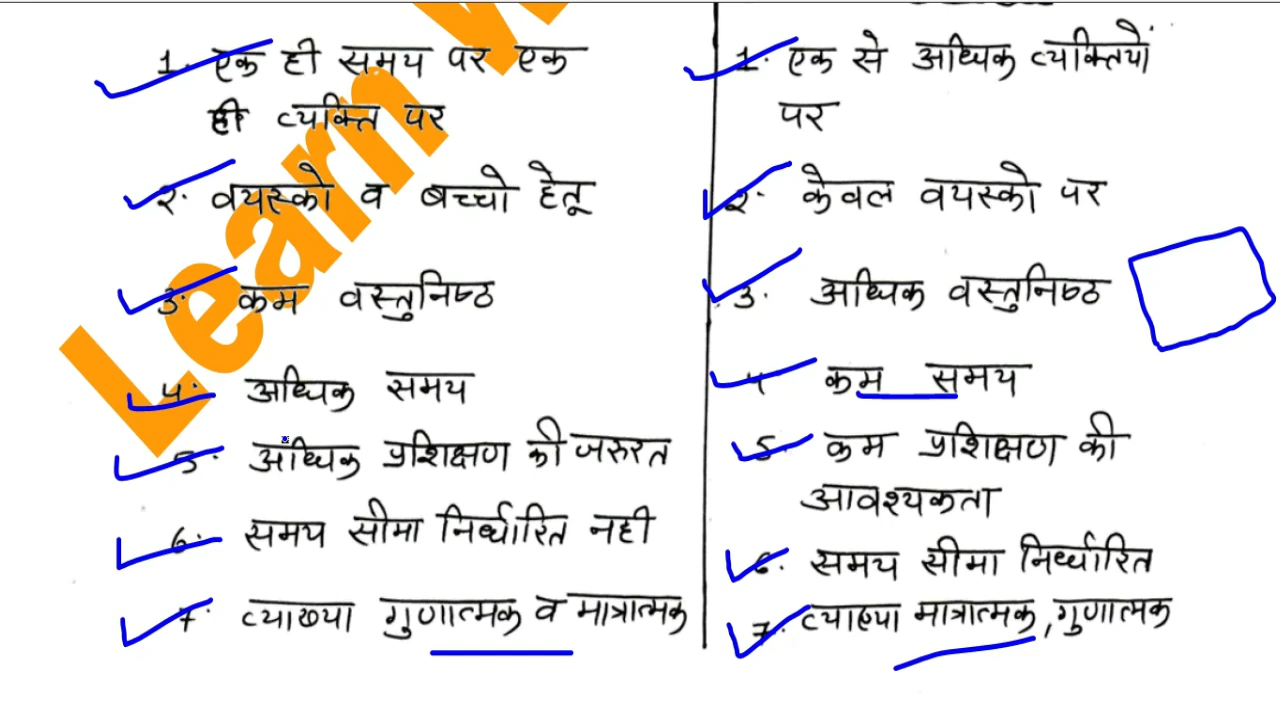 1. एक ही समय पर एक
ही व्यक्ति पर
2. वयस्को व बच्चो हेतू
3. कम वस्तुनिष्ठ
4. अधिक समय
5. अधिक प्रशिक्षण की जरुरत
6. समय सीमा निर्धारित नही
7. व्याख्या गुणात्मक व मात्रात्मक
1. एक से अधिक व्यक्तियों
पर
2. केवल वयस्को पर
3. अधिक वस्तुनिष्ठ
4 कम समय
5. कम प्रशिक्षण की
आवश्यकता
6. समय सीमा निर्धारित
7. व्याख्या मात्रात्मक, गुणात्मक
Learn